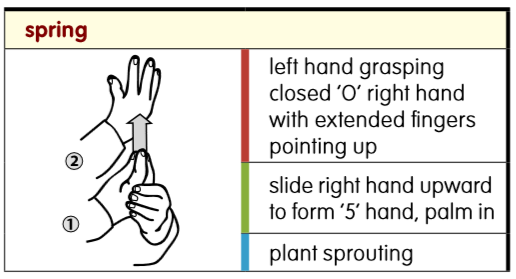 spring
left hand grasping
closed 'O' right hand
with extended fingers
pointing up
②
①
slide right hand upward
to form '5' hand, palm in
plant sprouting